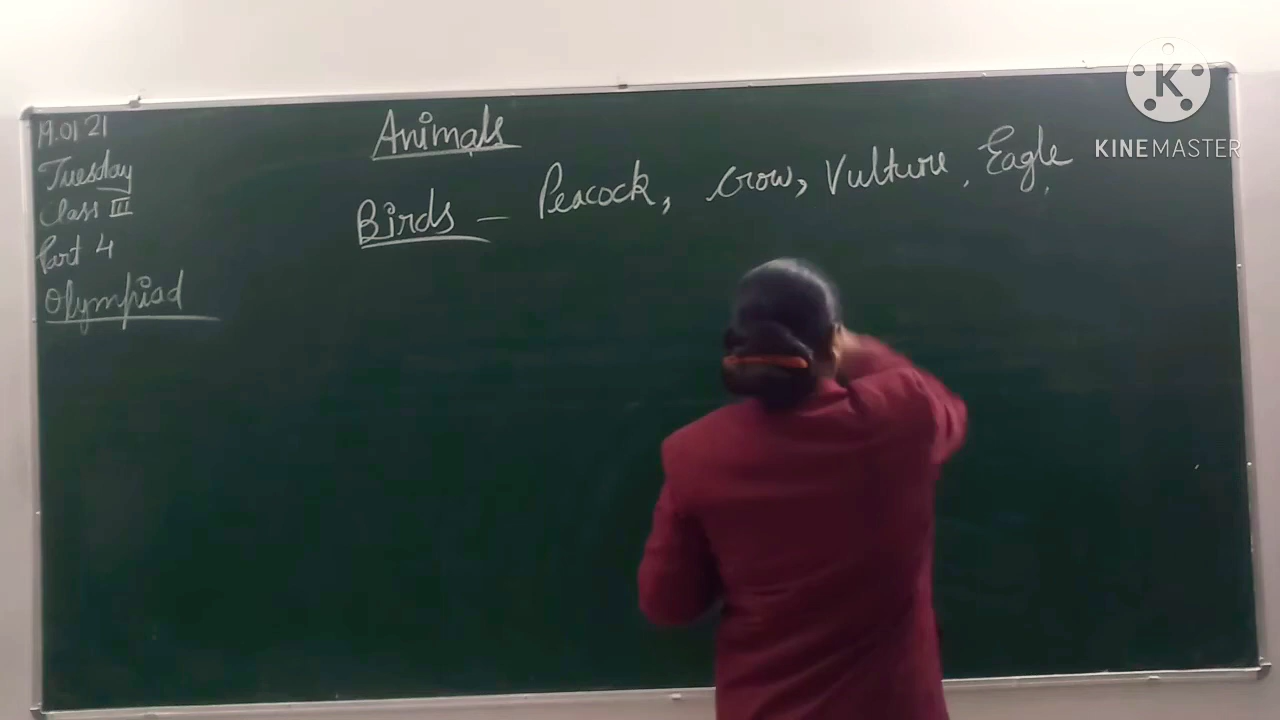 19.01 21
Tuesday
Class III
Part 4
Olympiad
Animals
Birds – Peacock, crow, Vulture, Eagle,
K
KINEMASTER